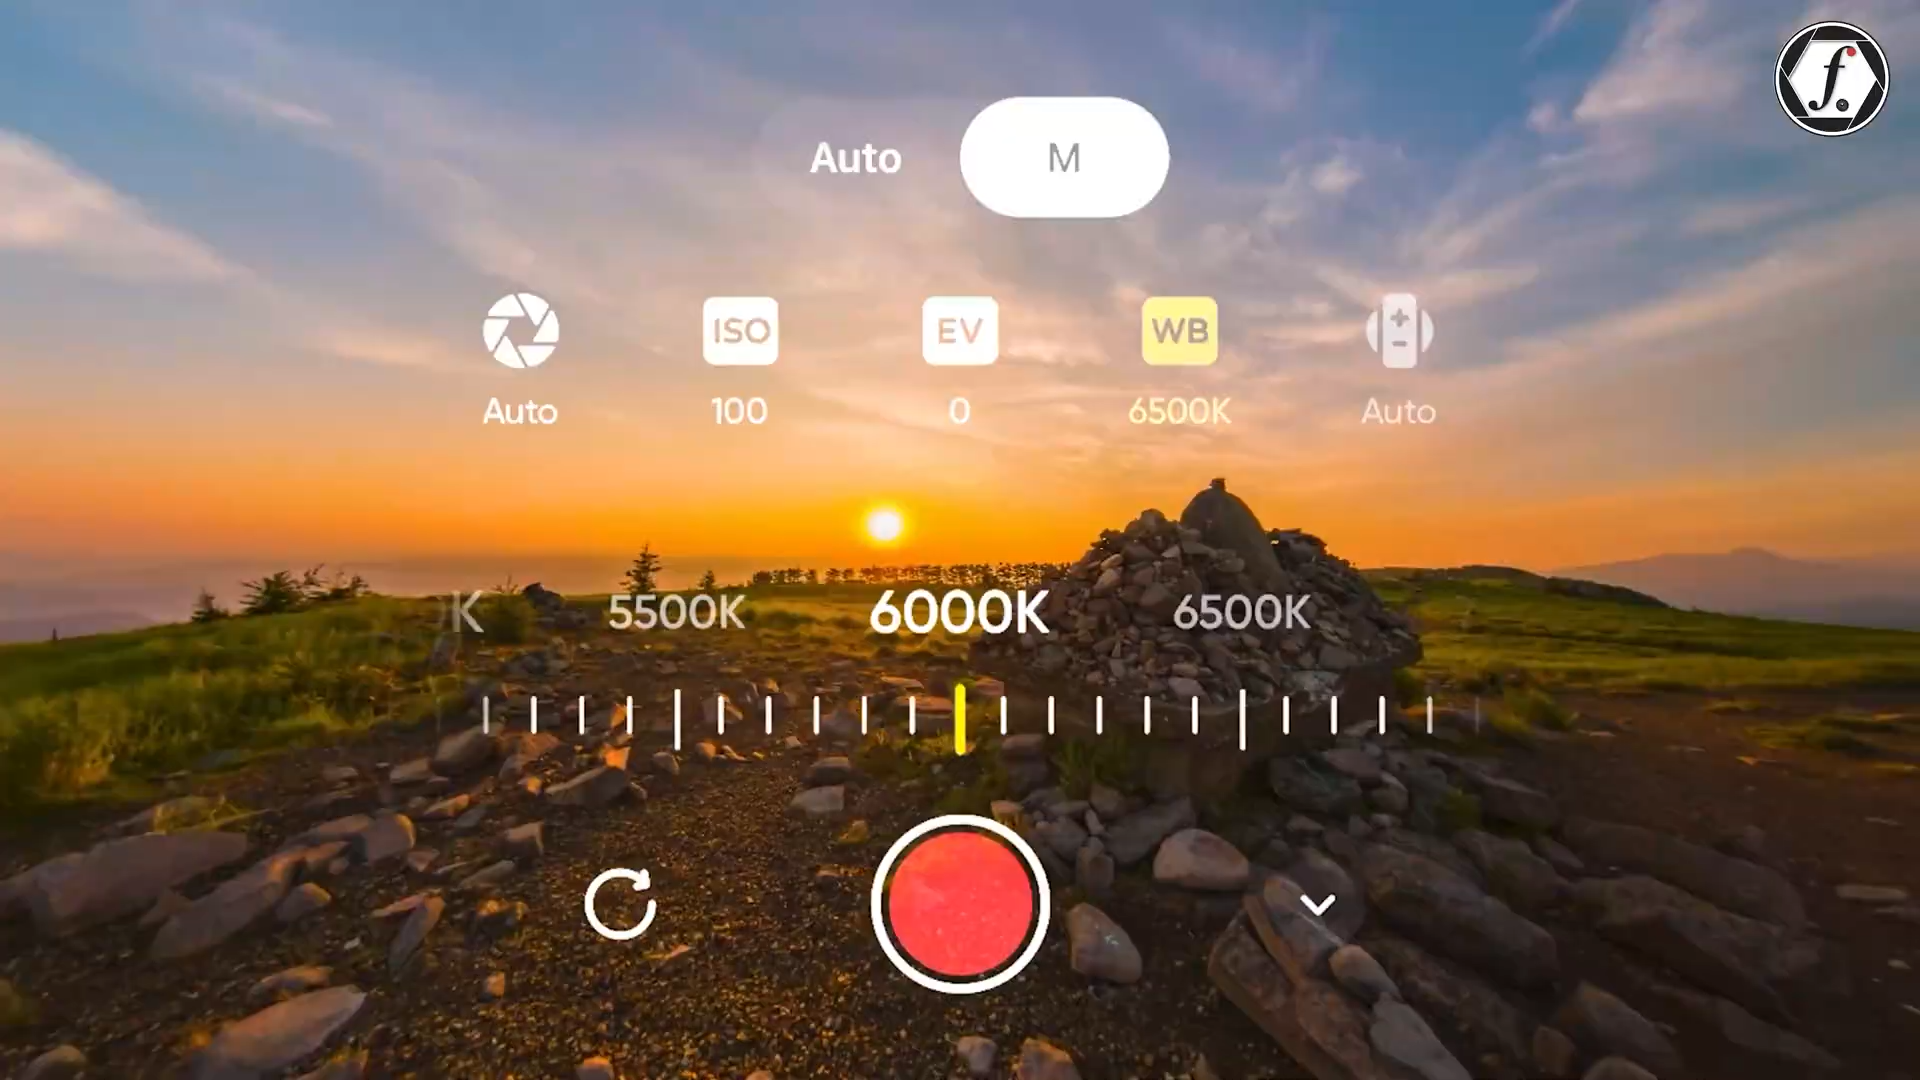 Auto M
ISO EV WB
Auto 100 0 6500K Auto
K 5500K 6000K 6500K
f